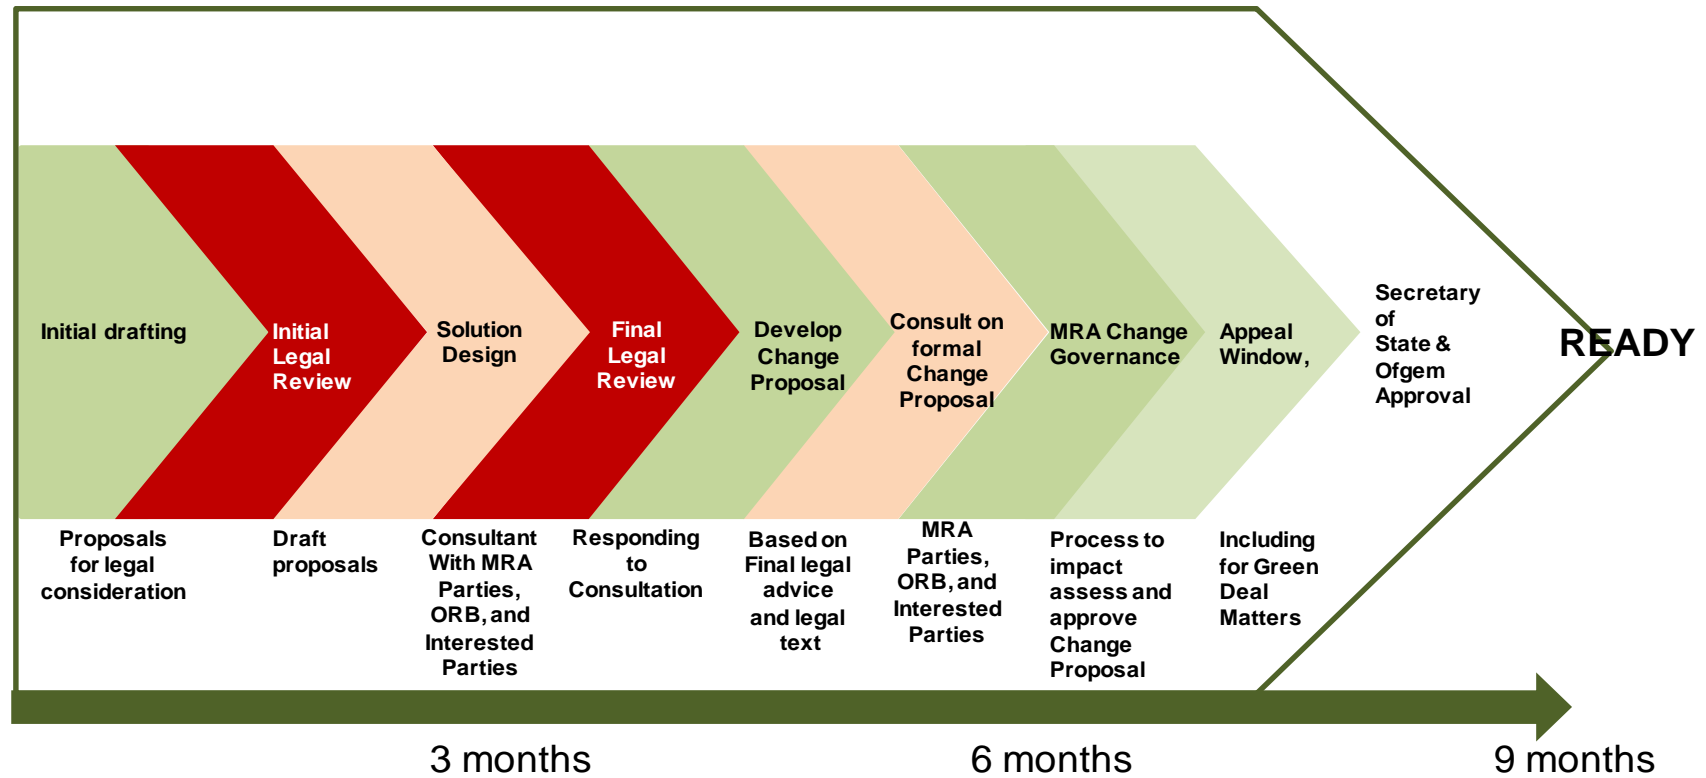 Initial drafting
Initial
Legal
Review
Solution
Design
Final
Legal
Review
Develop
Change
Proposal
Consult on
formal
Change
Proposal
MRA Change
Governance
Appeal
Window,
Secretary
of
State &
Ofgem
Approval
READY
Proposals
for legal
consideration
Draft
proposals
Consultant
With MRA
Parties,
ORB, and
Interested
Parties
Responding
to
Consultation
Based on
Final legal
advice
and legal
text
MRA
Parties,
ORB, and
Interested
Parties
Process to
impact
assess and
approve
Change
Proposal
Including
for Green
Deal
Matters
3 months
6 months
9 months